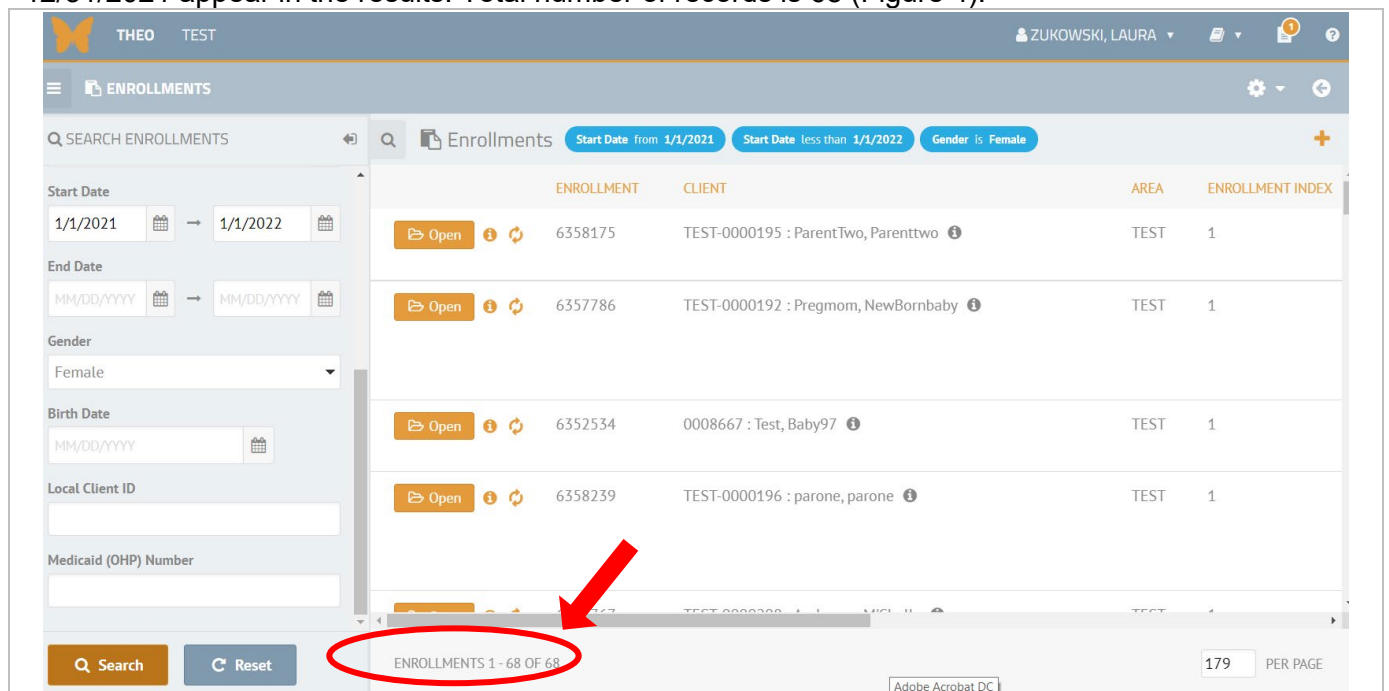 THEO TEST ZUKOWSKI, LAURA 1
ENROLLMENTS
SEARCH ENROLLMENTS
Enrollments Start Date from 1/1/2021 Start Date less than 1/1/2022 Gender is Female
ENROLLMENT CLIENT AREA ENROLLMENT INDEX
Start Date
1/1/2021 → 1/1/2022
Open 6358175 TEST-0000195 : ParentTwo, Parenttwo TEST 1
End Date
MM/DD/YYYY → MM/DD/YYYY
Open 6357786 TEST-0000192 : Pregmom, NewBornbaby TEST 1
Gender
Female
Birth Date
MM/DD/YYYY
Open 6352534 0008667 : Test, Baby97 TEST 1
Local Client ID
Open 6358239 TEST-0000196 : parone, parone TEST 1
Medicaid (OHP) Number
Search Reset
ENROLLMENTS 1 - 68 OF 68 179 PER PAGE
Adobe Acrobat DC